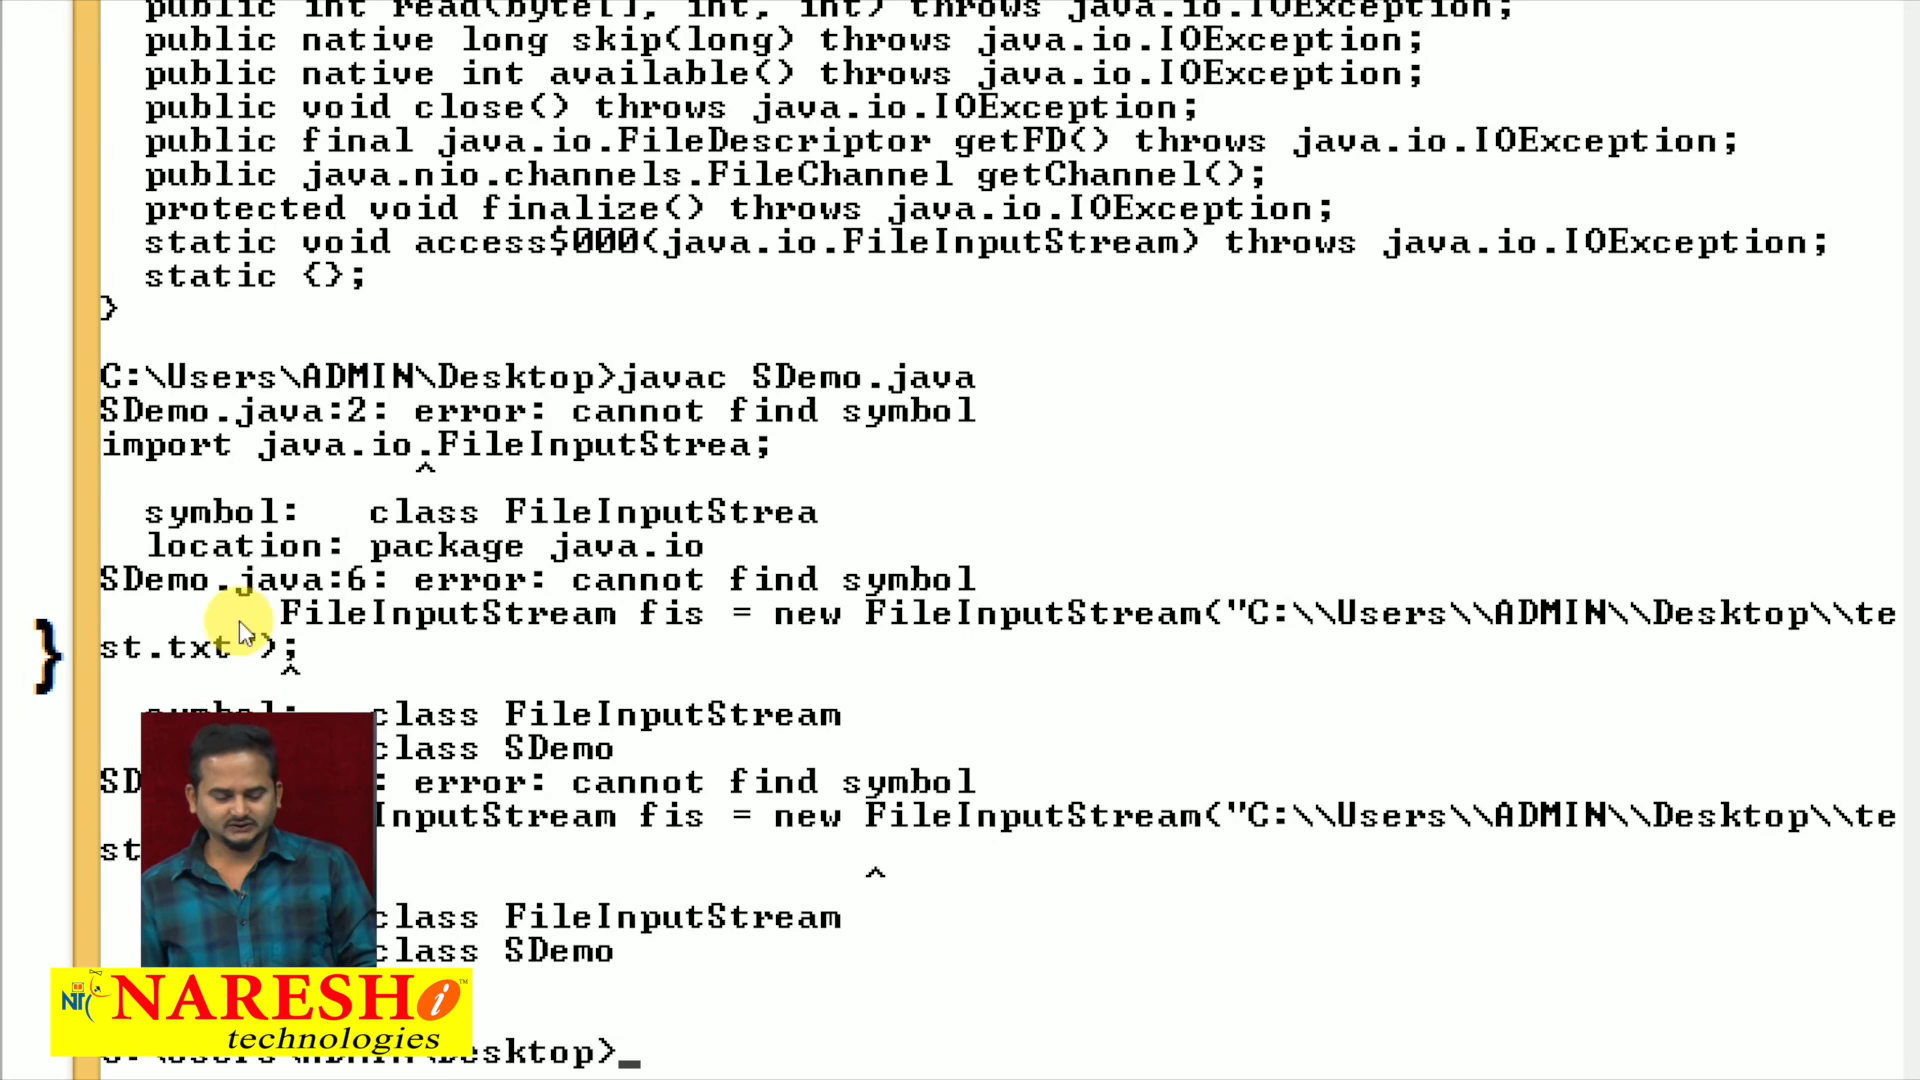 public int read(byte[], int, int) throws java.io.IOException;
public native long skip(long) throws java.io.IOException;
public native int available() throws java.io.IOException;
public void close() throws java.io.IOException;
public final java.io.FileDescriptor getFD() throws java.io.IOException;
public java.nio.channels.FileChannel getChannel();
protected void finalize() throws java.io.IOException;
static void access$000(java.io.FileInputStream) throws java.io.IOException;
static {};
}
C:\Users\ADMIN\Desktop>javac SDemo.java
SDemo.java:2: error: cannot find symbol
import java.io.FileInputStrea;
^
symbol:   class FileInputStrea
location: package java.io
SDemo.java:6: error: cannot find symbol
FileInputStream fis = new FileInputStream("C:\\Users\\ADMIN\\Desktop\\te
} st.txt");
^
symbol:   class FileInputStream
class SDemo
SD : error: cannot find symbol
InputStream fis = new FileInputStream("C:\\Users\\ADMIN\\Desktop\\te
st
^
class FileInputStream
class SDemo
NTC NARESH i ™
technologies
C:\Users\ADMIN\Desktop>_